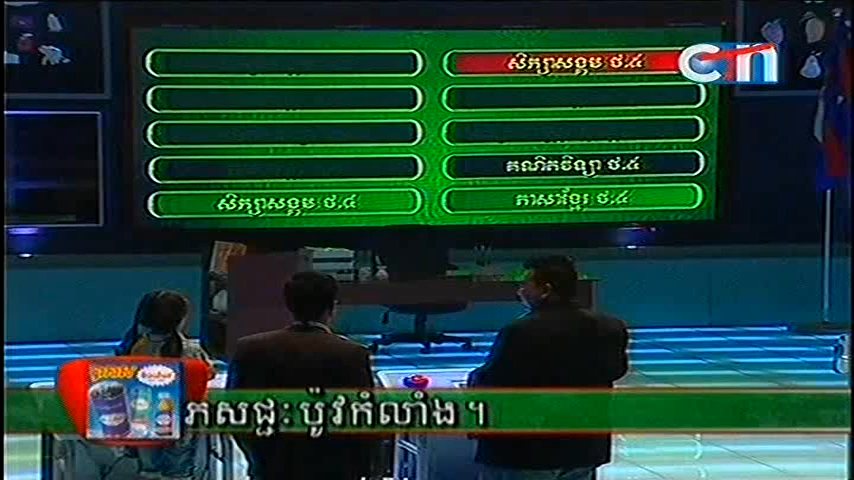 សិក្សាសង្គម ថ.៤
CTN
គណិតវិទ្យា ថ.៥
សិក្សាសង្គម ថ.៤
ភាសាខ្មែរ ថ.៤
ភសជ្ជៈ ប៉ូវកំលាំង ។